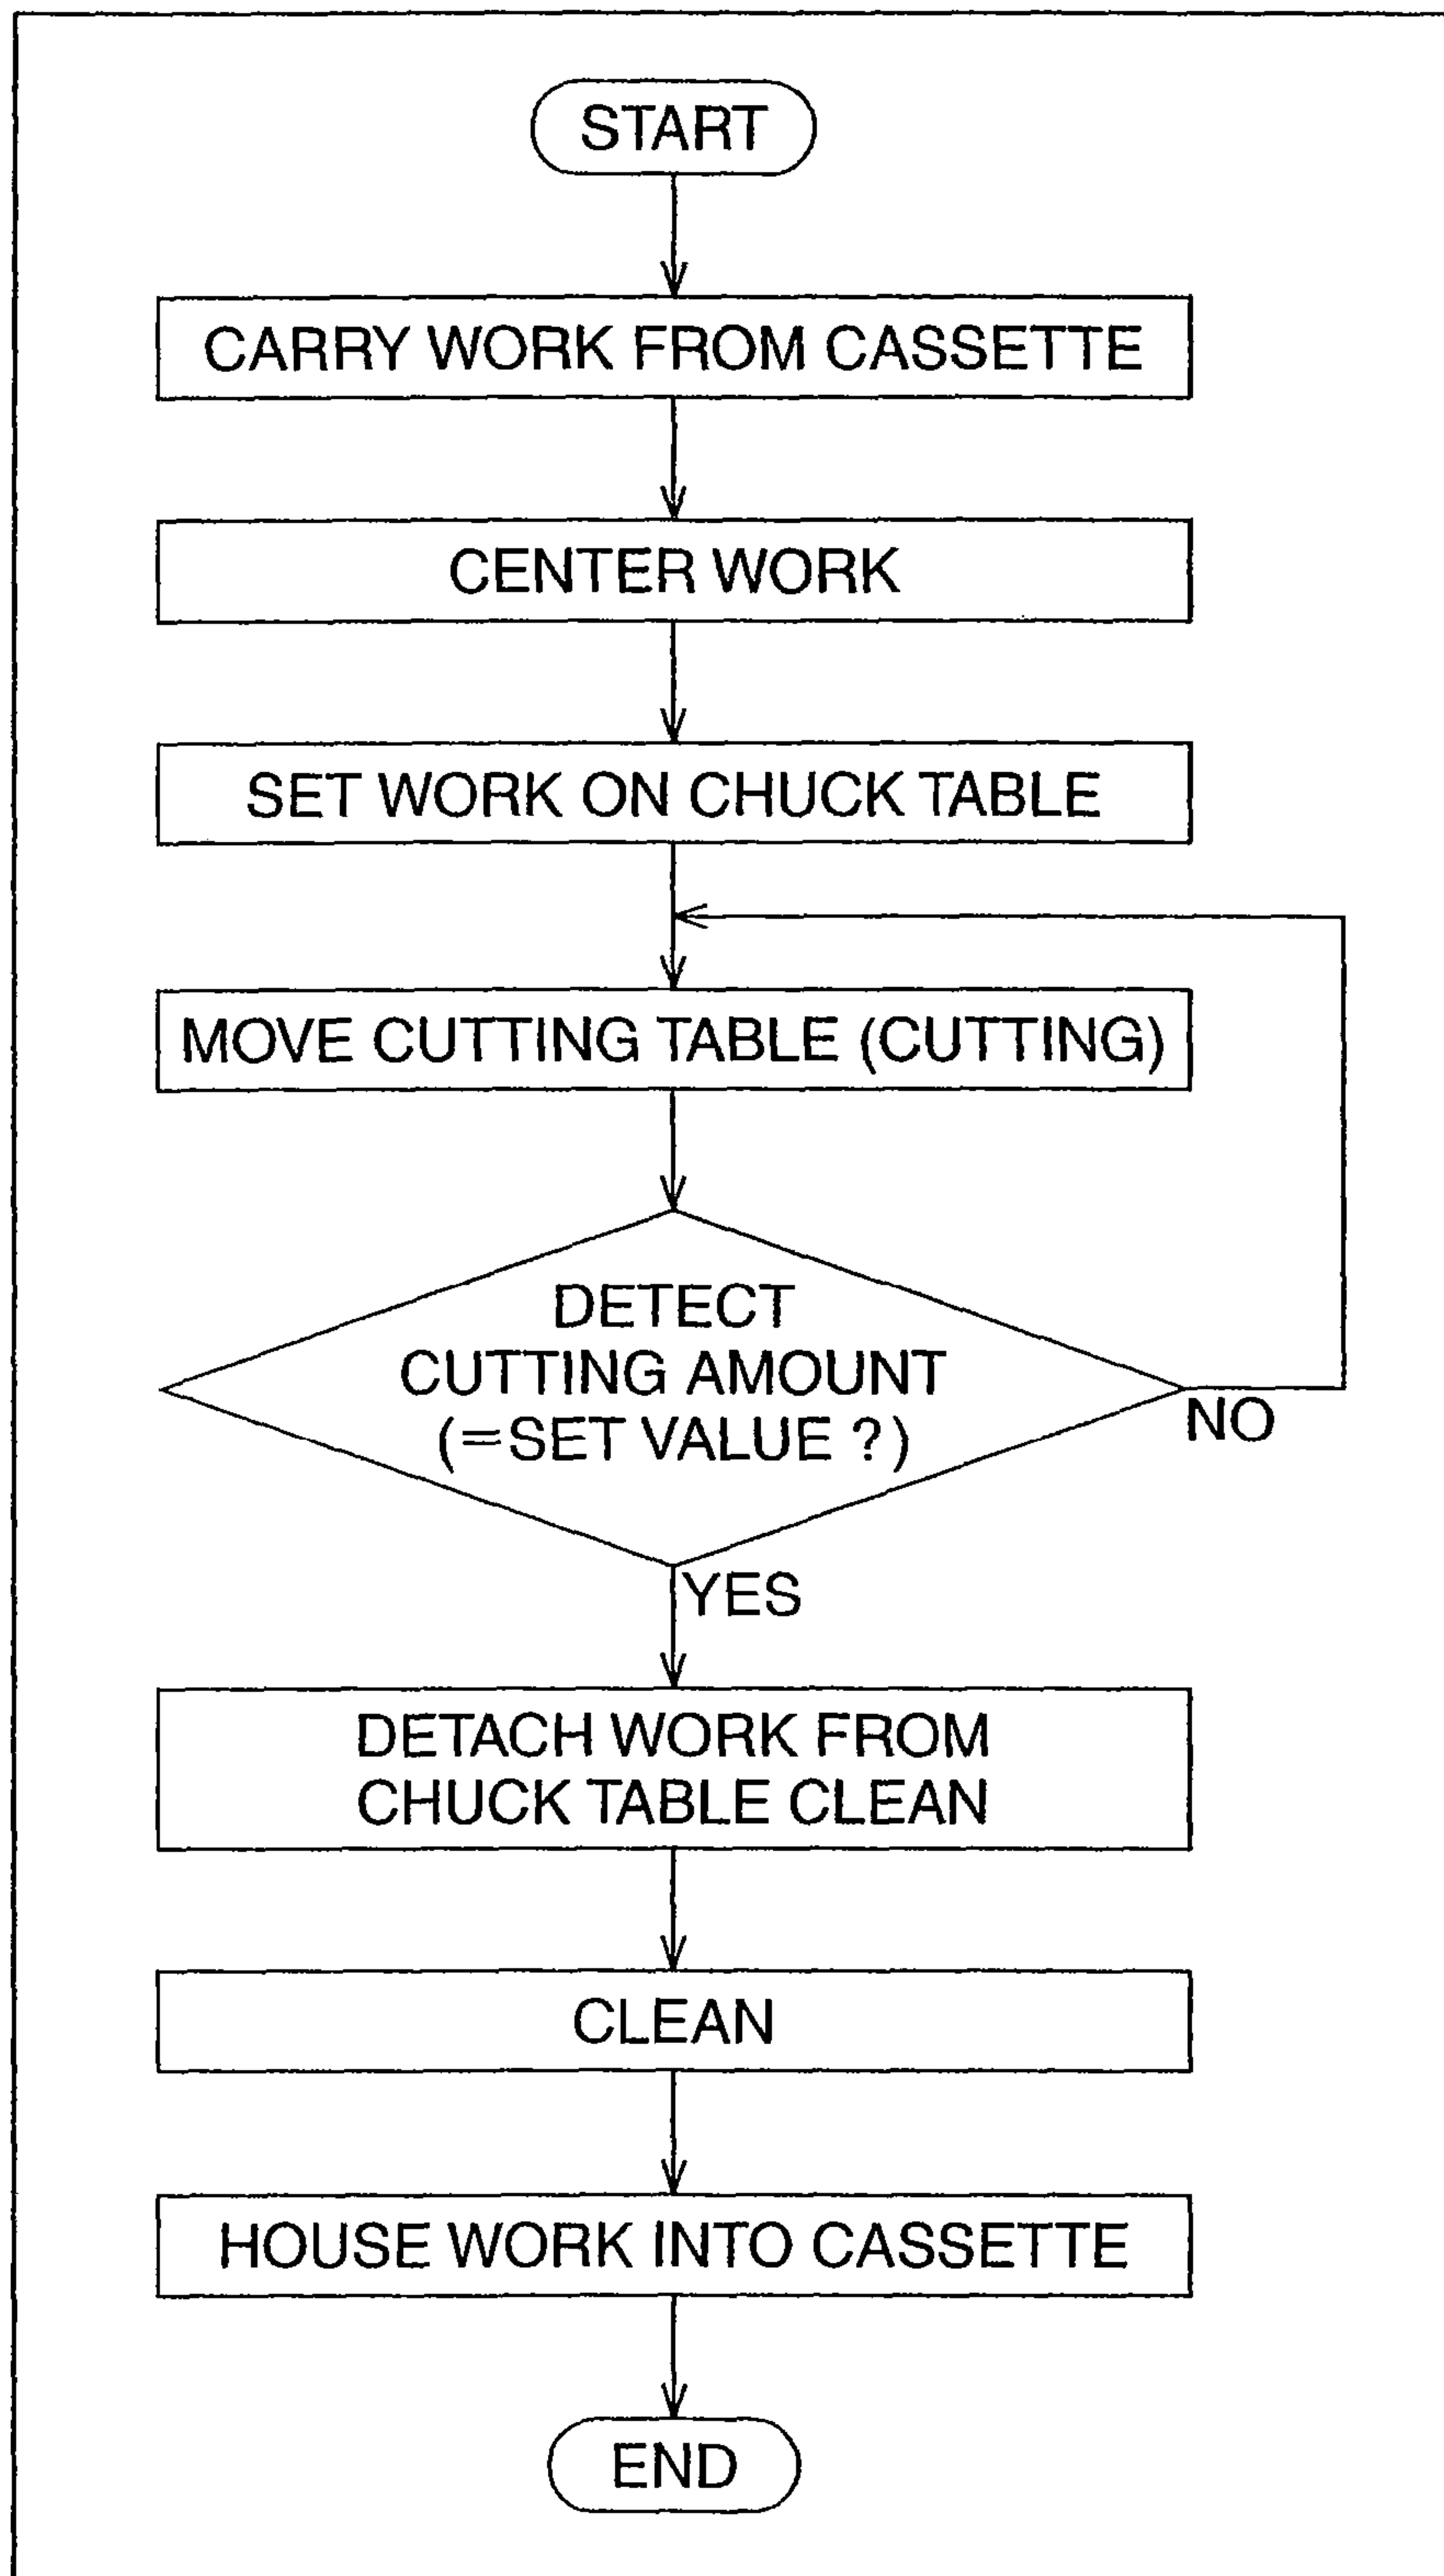 START
CARRY WORK FROM CASSETTE
CENTER WORK
SET WORK ON CHUCK TABLE
MOVE CUTTING TABLE (CUTTING)
DETECT
CUTTING AMOUNT
(=SET VALUE ?)
NO
YES
DETACH WORK FROM
CHUCK TABLE CLEAN
CLEAN
HOUSE WORK INTO CASSETTE
END